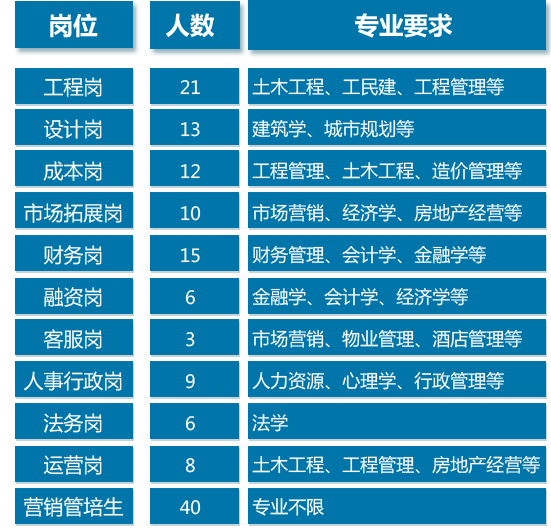 岗位 人数 专业要求
工程岗 21 土木工程、工民建、工程管理等
设计岗 13 建筑学、城市规划等
成本岗 12 工程管理、土木工程、造价管理等
市场拓展岗 10 市场营销、经济学、房地产经营等
财务岗 15 财务管理、会计学、金融学等
融资岗 6 金融学、会计学、经济学等
客服岗 3 市场营销、物业管理、酒店管理等
人事行政岗 9 人力资源、心理学、行政管理等
法务岗 6 法学
运营岗 8 土木工程、工程管理、房地产经营等
营销管培生 40 专业不限